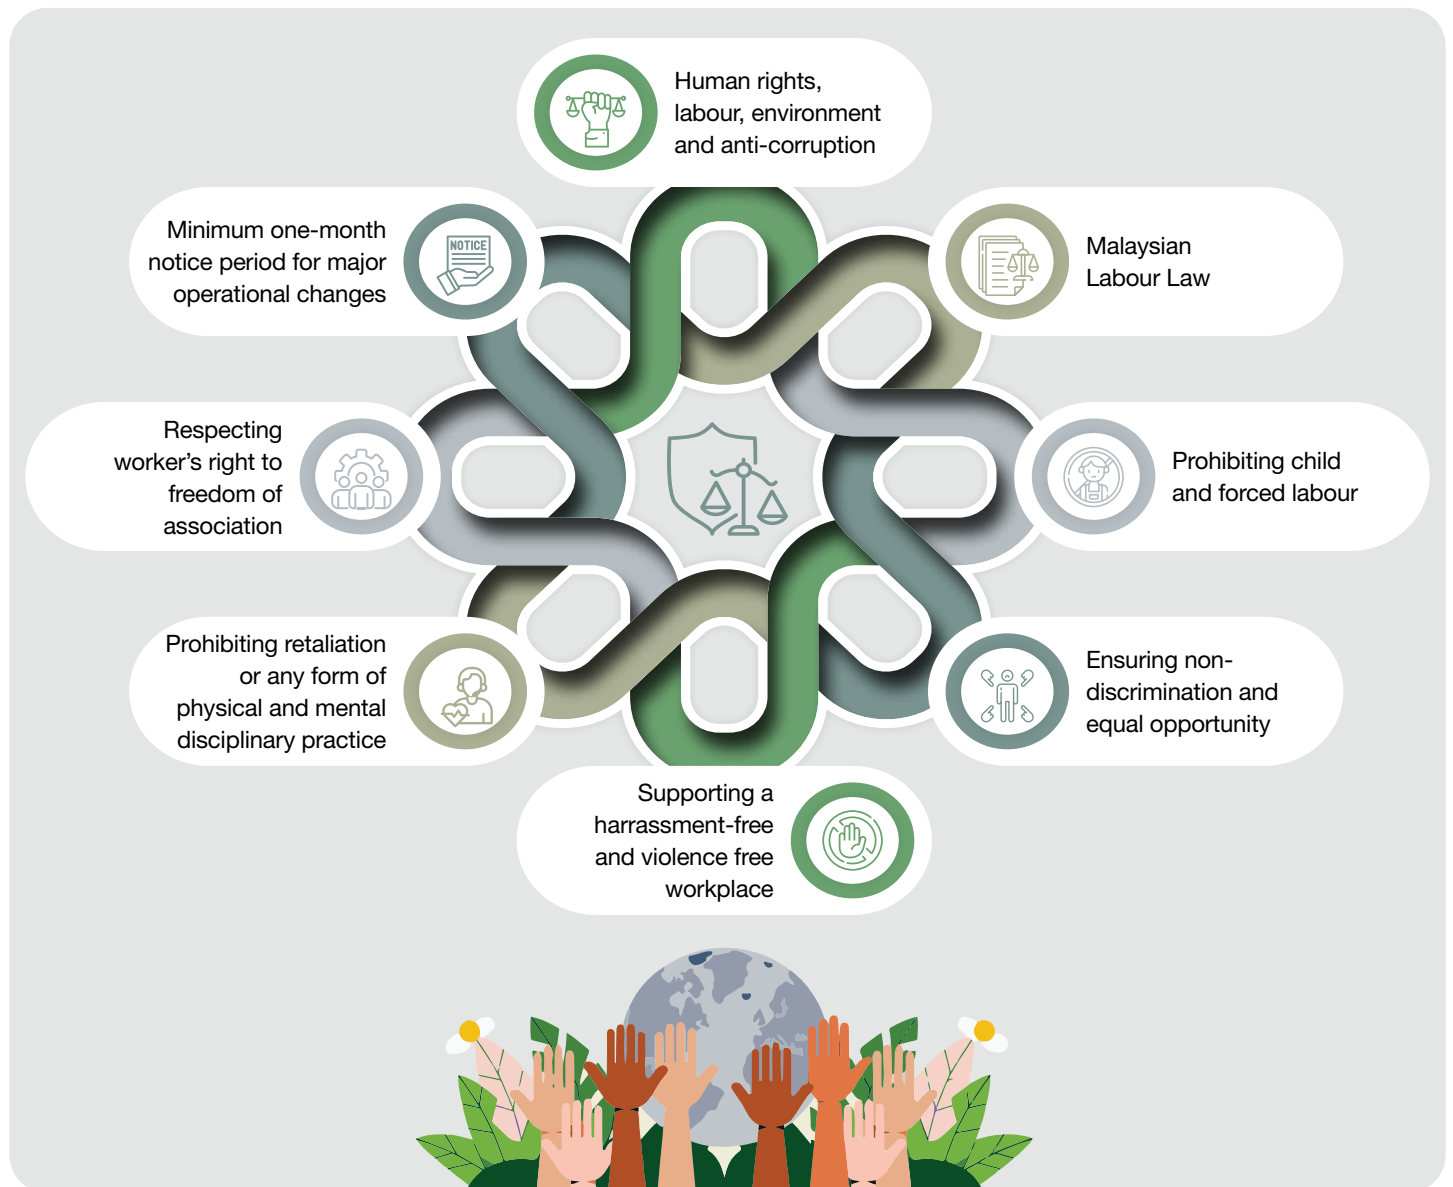 Human rights,
labour, environment
and anti-corruption
Minimum one-month
notice period for major
operational changes
NOTICE
Malaysian
Labour Law
Respecting
worker’s right to
freedom of
association
Prohibiting child
and forced labour
Prohibiting retaliation
or any form of
physical and mental
disciplinary practice
Ensuring non-
discrimination and
equal opportunity
Supporting a
harrassment-free
and violence free
workplace